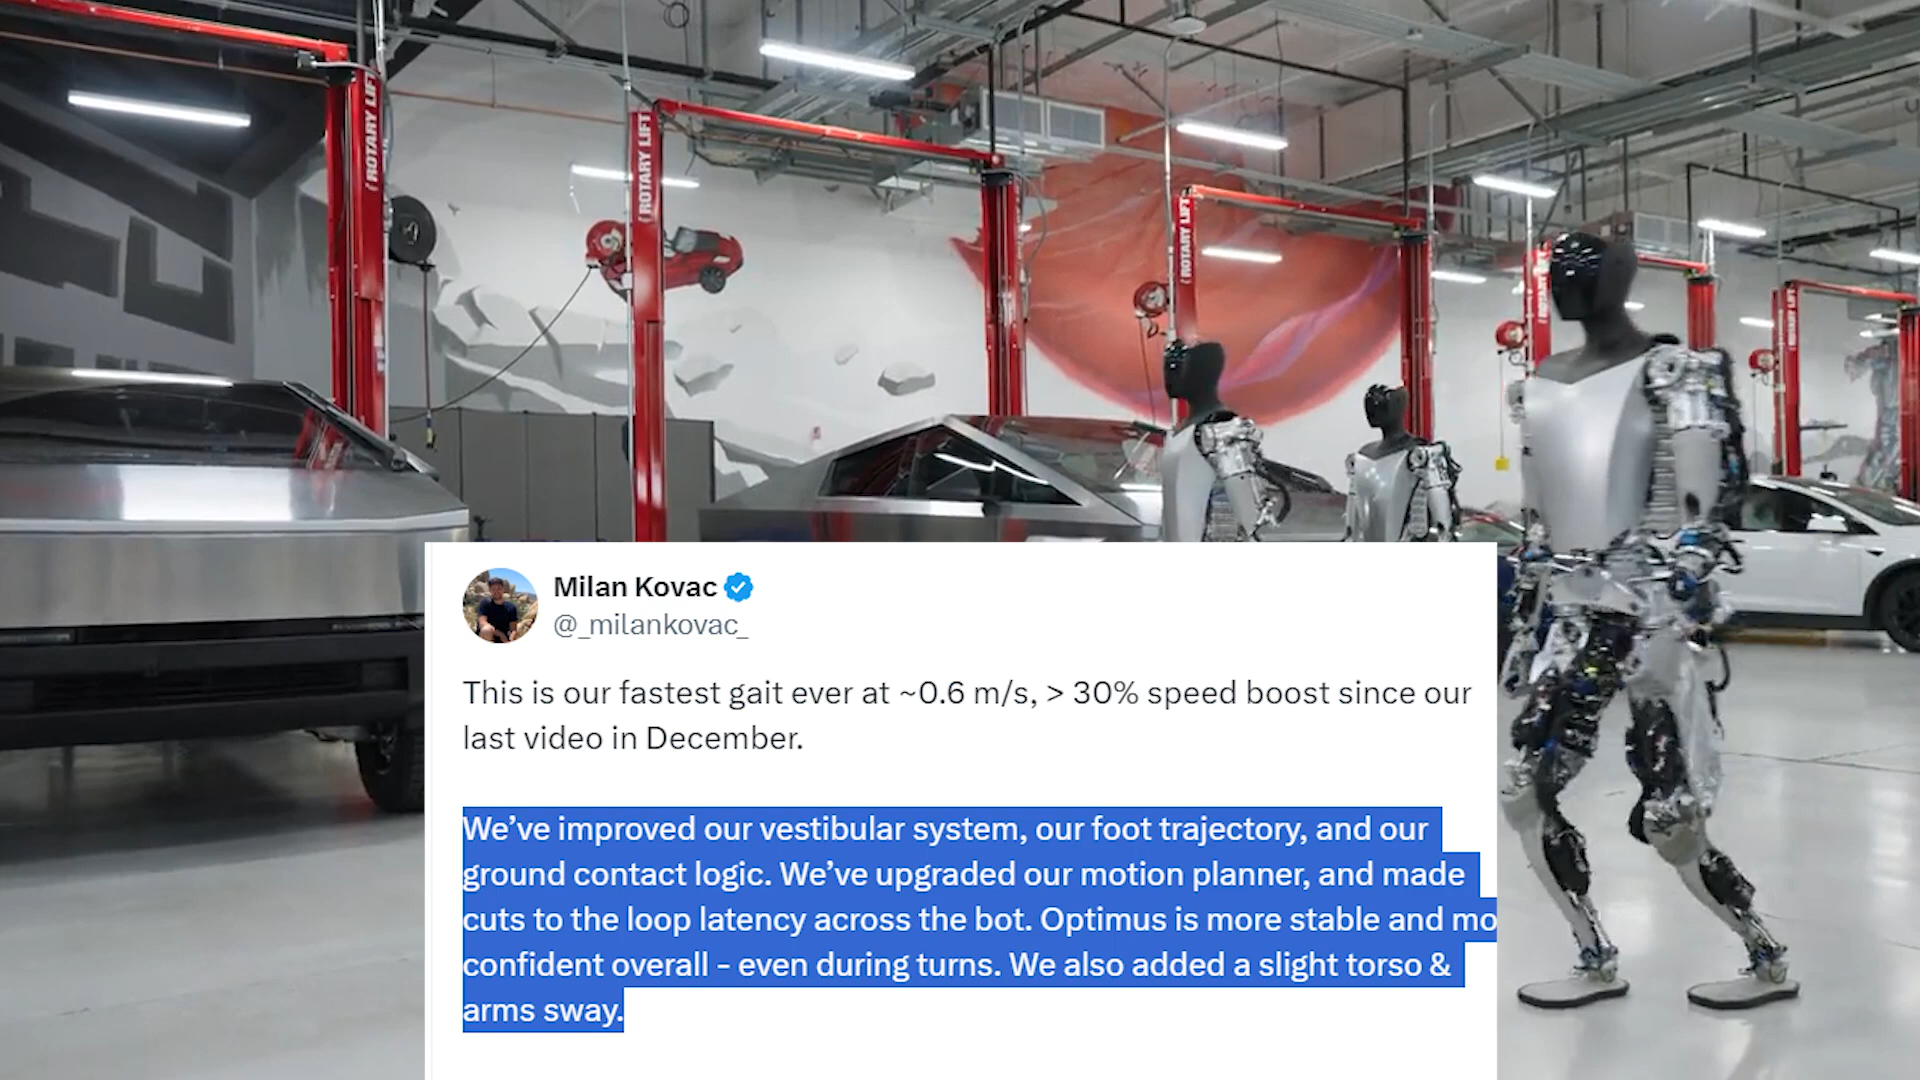 ROTARY LIFT
ROTARY LIFT
ROTARY LIFT
Milan Kovac
@_milankovac_
This is our fastest gait ever at ~0.6 m/s, > 30% speed boost since our
last video in December.
We’ve improved our vestibular system, our foot trajectory, and our
ground contact logic. We’ve upgraded our motion planner, and made
cuts to the loop latency across the bot. Optimus is more stable and mo
confident overall - even during turns. We also added a slight torso &
arms sway.